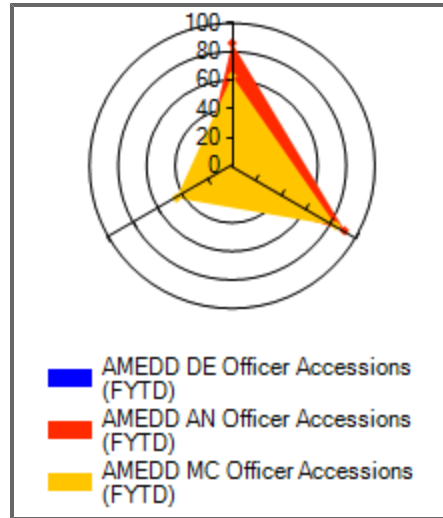 100
80
60
40
20
0
AMEDD DE Officer Accessions
(FYTD)
AMEDD AN Officer Accessions
(FYTD)
AMEDD MC Officer Accessions
(FYTD)